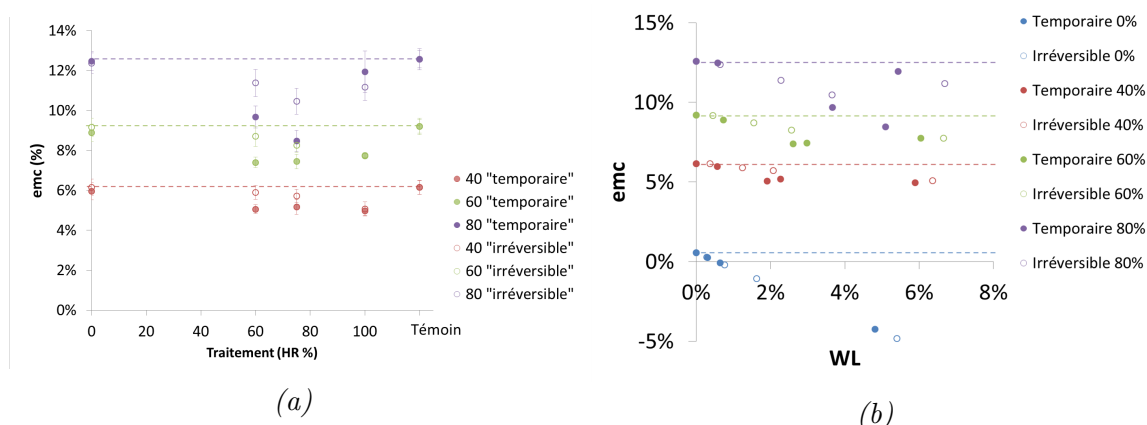 14%
12%
10%
8%
6%
4%
2%
0%
emc (%)
0
20
40
60
80
100
Témoin
Traitement (HR %)
40 "temporaire"
60 "temporaire"
80 "temporaire"
40 "irréversible"
60 "irréversible"
80 "irréversible"
(a)
15%
10%
5%
0%
-5%
emc
0%
2%
4%
6%
8%
WL
Temporaire 0%
Irréversible 0%
Temporaire 40%
Irréversible 40%
Temporaire 60%
Irréversible 60%
Temporaire 80%
Irréversible 80%
(b)